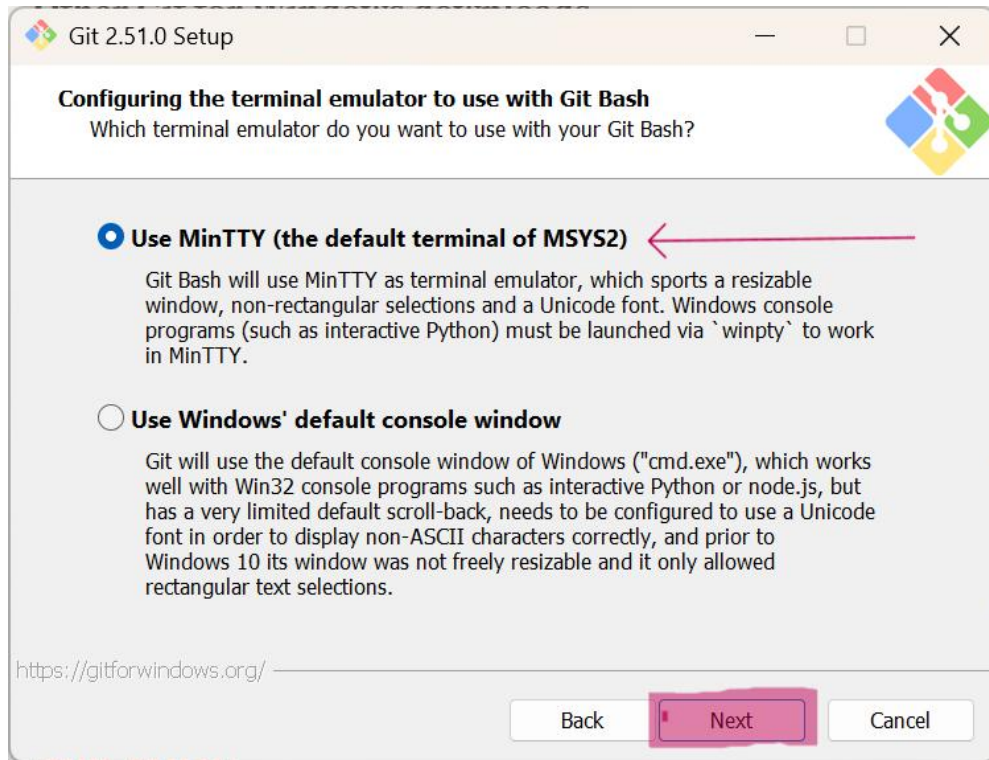 Git 2.51.0 Setup
Configuring the terminal emulator to use with Git Bash
Which terminal emulator do you want to use with your Git Bash?
Use MinTTY (the default terminal of MSYS2)
Git Bash will use MinTTY as terminal emulator, which sports a resizable
window, non-rectangular selections and a Unicode font. Windows console
programs (such as interactive Python) must be launched via `winpty` to work
in MinTTY.
Use Windows' default console window
Git will use the default console window of Windows ("cmd.exe"), which works
well with Win32 console programs such as interactive Python or node.js, but
has a very limited default scroll-back, needs to be configured to use a Unicode
font in order to display non-ASCII characters correctly, and prior to
Windows 10 its window was not freely resizable and it only allowed
rectangular text selections.
https://gitforwindows.org/
Back Next Cancel